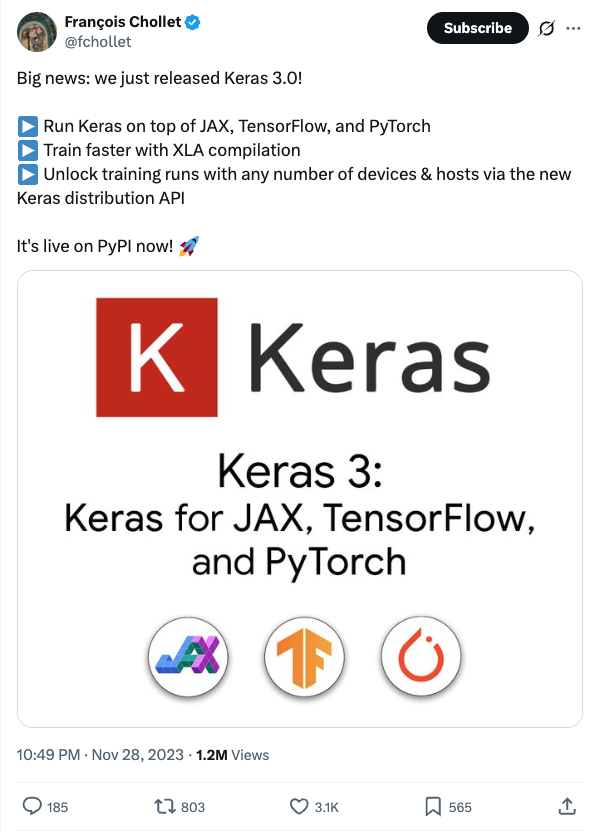 François Chollet
@fchollet
Subscribe
Big news: we just released Keras 3.0!
Run Keras on top of JAX, TensorFlow, and PyTorch
Train faster with XLA compilation
Unlock training runs with any number of devices & hosts via the new
Keras distribution API
It's live on PyPI now! 🚀
K Keras
Keras 3:
Keras for JAX, TensorFlow,
and PyTorch
JAX
TF
10:49 PM · Nov 28, 2023 · 1.2M Views
185 803 3.1K 565